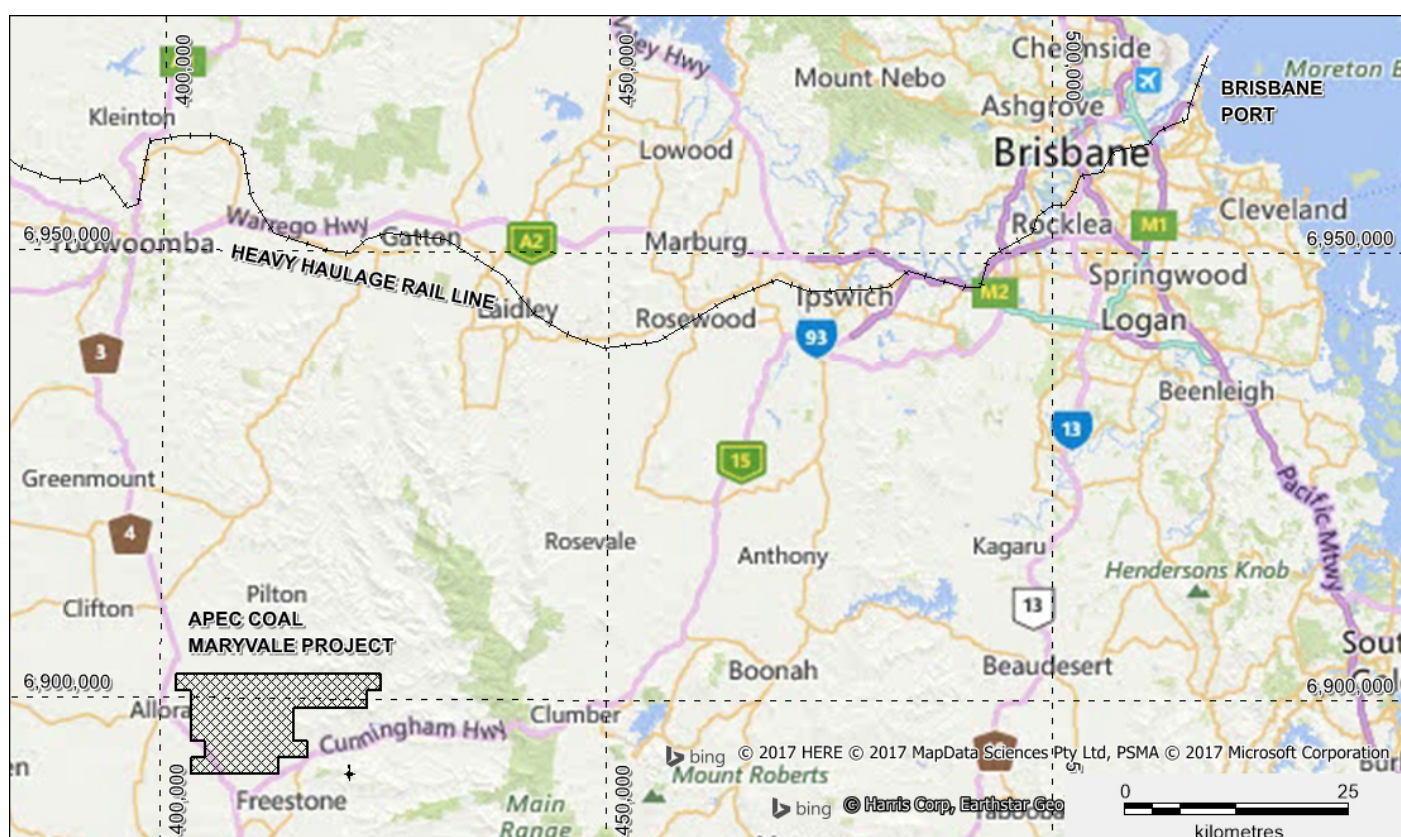 Kleinton
400,000
450,000
500,000
Mount Nebo
Ashgrove
BRISBANE
PORT
Lowood
Brisbane
Warrego Hwy
Gatton
A2
Marburg
Rocklea
M1
Cleveland
6,950,000
6,950,000
Toowoomba
HEAVY HAULAGE RAIL LINE
Laidley
Rosewood
Ipswich
M2
Springwood
Logan
3
93
Beenleigh
13
Greenmount
15
Pacific Mtwy
4
Rosevale
Anthony
Kagaru
Hendersons Knob
Clifton
Pilton
13
APEC COAL
MARYVALE PROJECT
Boonah
Beaudesert
6,900,000
6,900,000
Allora
Cunningham Hwy
Clumber
bing © 2017 HERE © 2017 MapData Sciences Pty Ltd, PSMA © 2017 Microsoft Corporation
Mount Roberts
400,000
450,000
Freestone
Main
Range
bing © Harris Corp, Earthstar Geo
0 25
kilometres